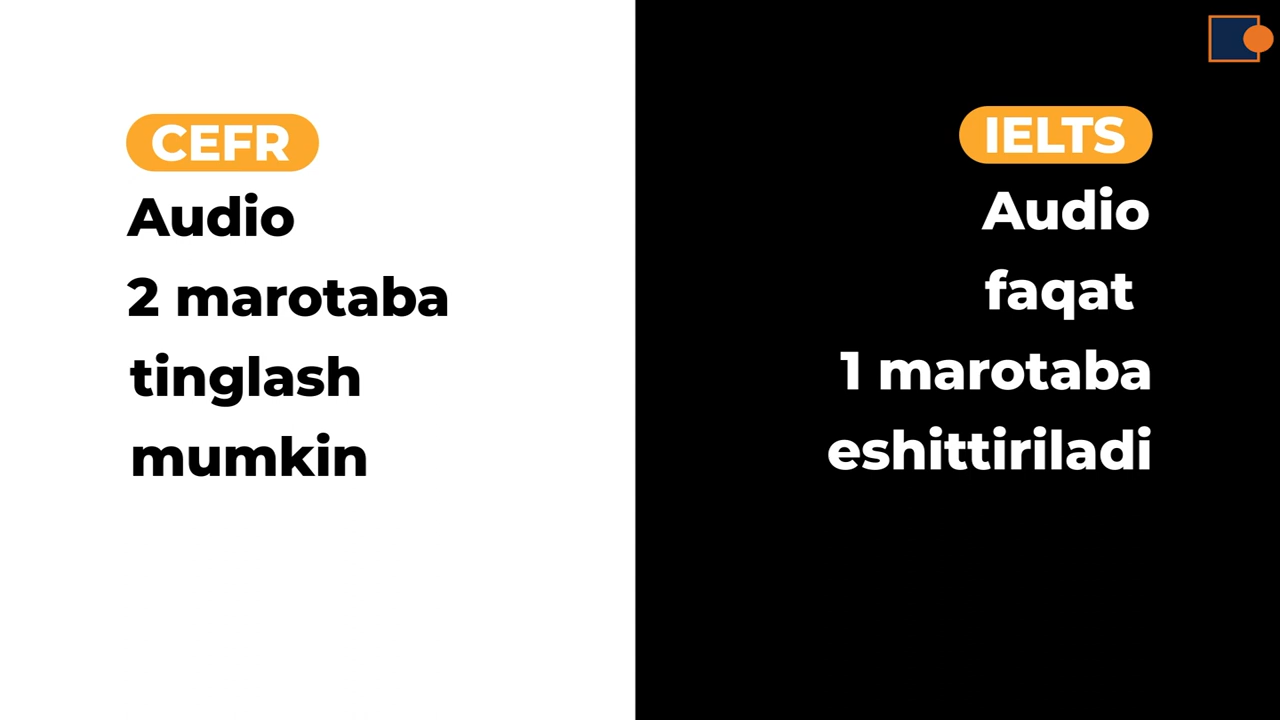 CEFR
Audio
2 marotaba
tinglash
mumkin
IELTS
Audio
faqat
1 marotaba
eshittiriladi